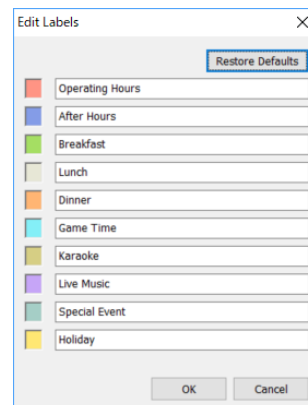 Edit Labels
Restore Defaults
Operating Hours
After Hours
Breakfast
Lunch
Dinner
Game Time
Karaoke
Live Music
Special Event
Holiday
OK Cancel